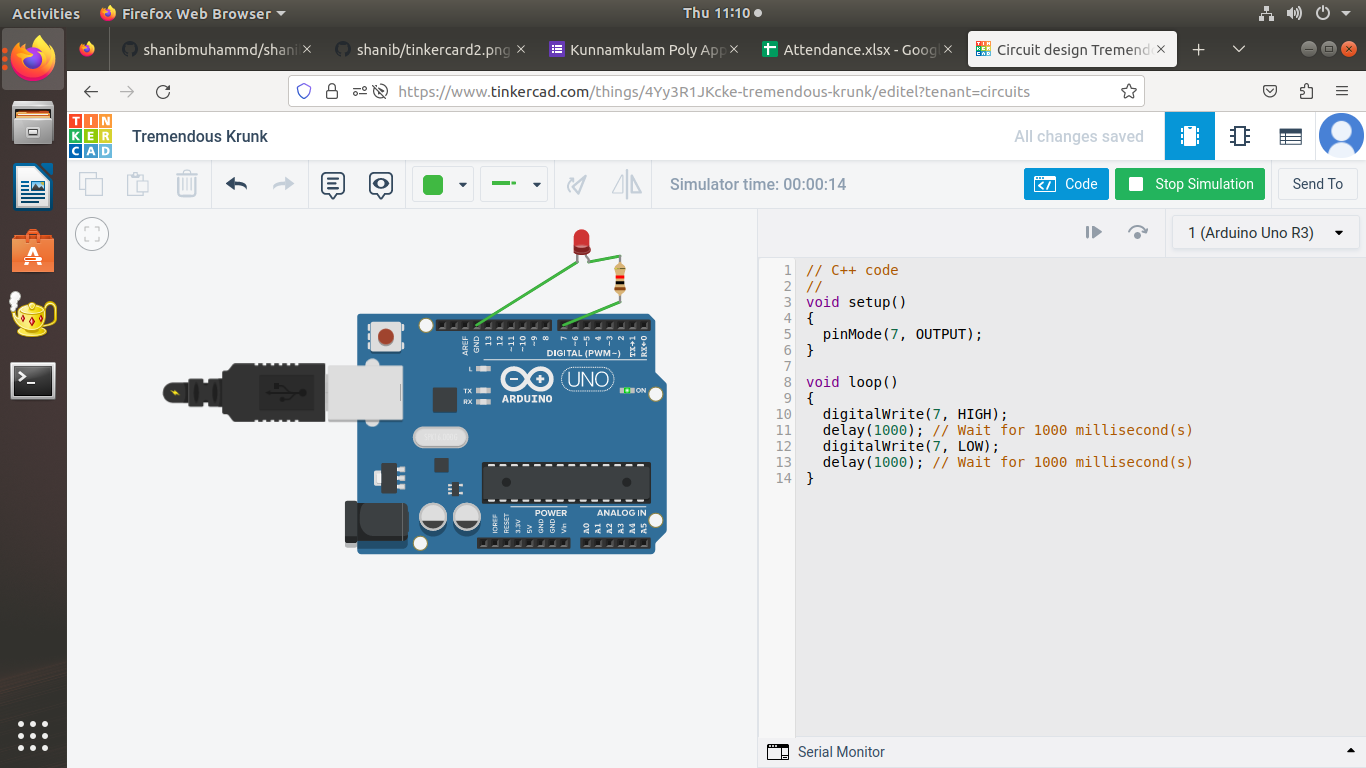 Activities
Firefox Web Browser
Thu 11:10
shanibmuhammd/shani
shanib/tinkercard2.png
Kunnamkulam Poly App
Attendance.xlsx - Googl
Circuit design Tremend
https://www.tinkercad.com/things/4Yy3R1JKcke-tremendous-krunk/editel?tenant=circuits
TIN
KER
CAD
Tremendous Krunk
All changes saved
Simulator time: 00:00:14
Code
Stop Simulation
Send To
1 (Arduino Uno R3)
1 // C++ code
2 //
3 void setup()
4 {
5 pinMode(7, OUTPUT);
6 }
7
8 void loop()
9 {
10 digitalWrite(7, HIGH);
11 delay(1000); // Wait for 1000 millisecond(s)
12 digitalWrite(7, LOW);
13 delay(1000); // Wait for 1000 millisecond(s)
14 }
AREF GND 13 12 ~11 ~10 ~9 8 7 ~6 ~5 4 ~3 2 TX→1 RX←0
DIGITAL (PWM~)
L
TX
RX
UNO
ARDUINO
ON
POWER
ANALOG IN
IOREF RESET 3.3V 5V GND GND Vin A0 A1 A2 A3 A4 A5
Serial Monitor